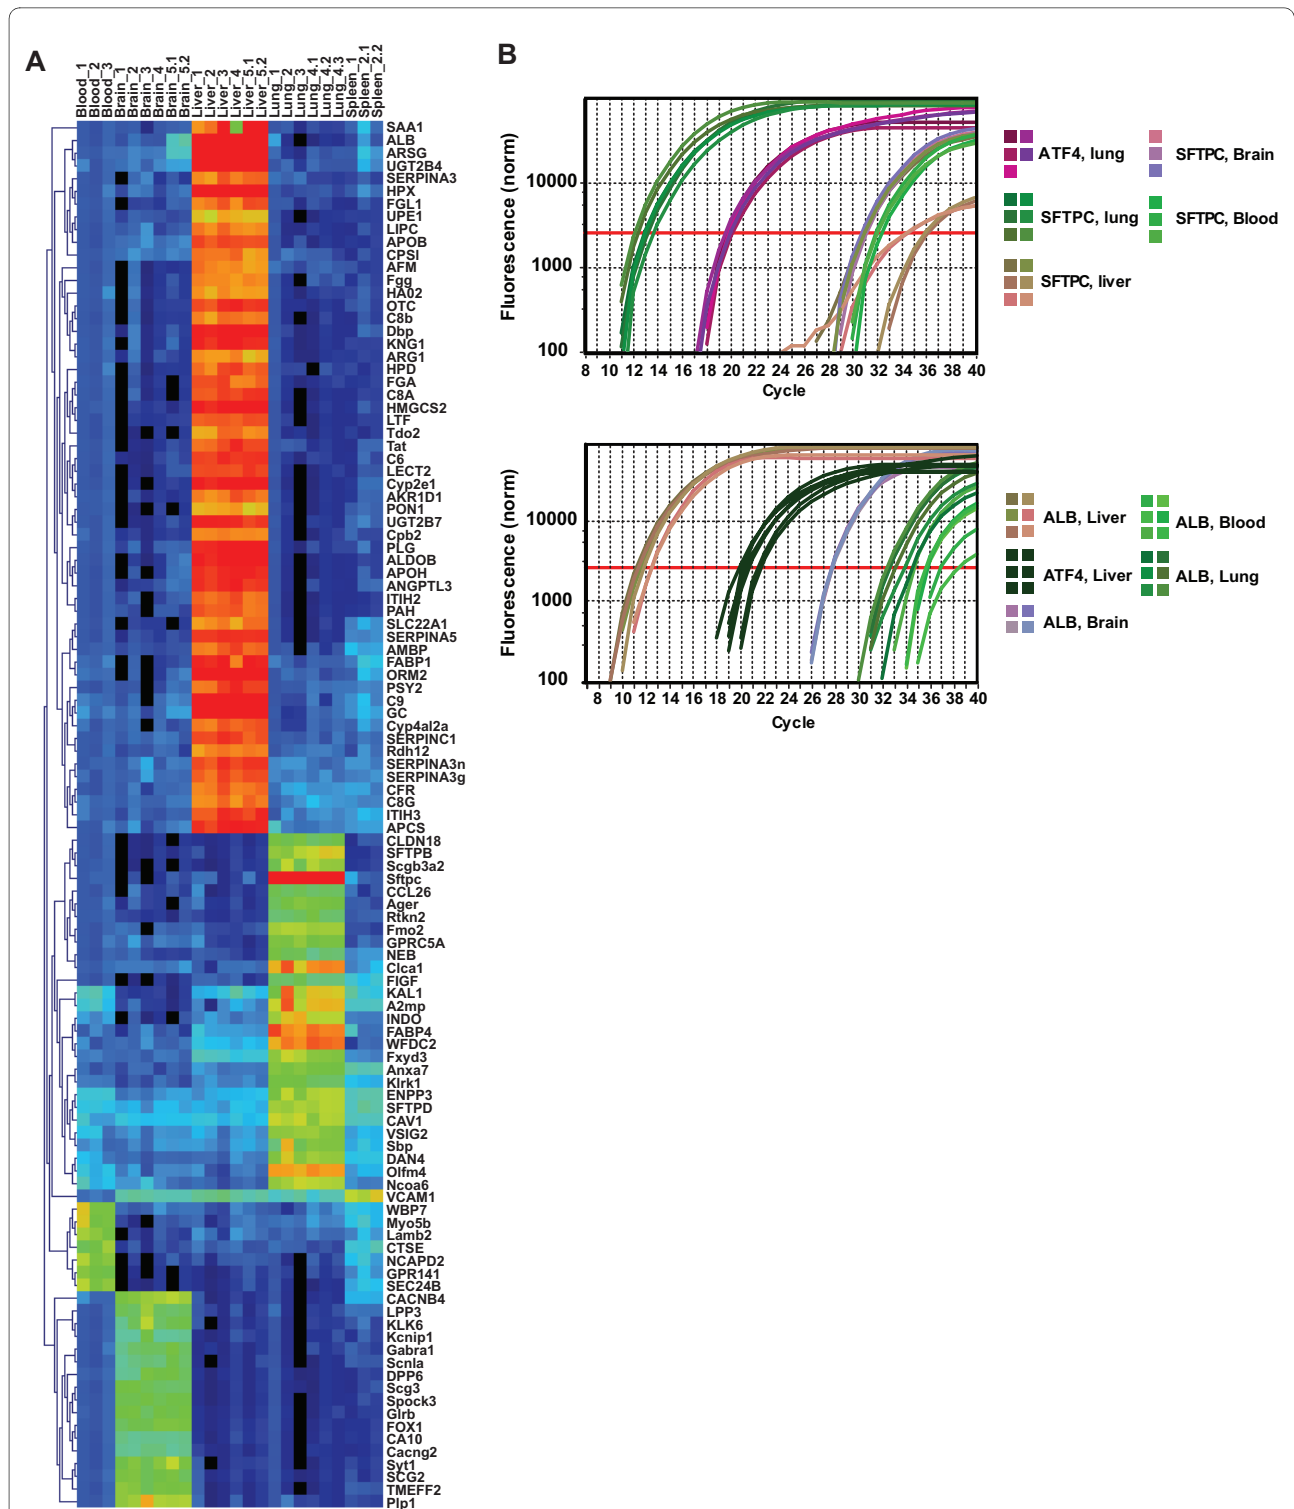 A
B
Blood_1
Blood_2
Blood_3
Brain_1
Brain_2
Brain_3
Brain_4
Brain_5.1
Brain_5.2
Liver_1
Liver_2
Liver_3
Liver_4
Liver_5.1
Liver_5.2
Lung_1
Lung_2
Lung_3
Lung_4.1
Lung_4.2
Lung_4.3
Spleen_1
Spleen_2.1
Spleen_2.2
SAA1
ALB
ARSG
UGT2B4
SERPINA3
HPX
FGL1
UPE1
LIPC
APOB
CPSI
AFM
Fgg
HA02
OTC
C8b
Dbp
KNG1
ARG1
HPD
FGA
C8A
HMGCS2
LTF
Tdo2
Tat
C6
LECT2
Cyp2e1
AKR1D1
PON1
UGT2B7
Cpb2
PLG
ALDOB
APOH
ANGPTL3
ITIH2
PAH
SLC22A1
SERPINA5
AMBP
FABP1
ORM2
PSY2
C9
GC
Cyp4al2a
SERPINC1
Rdh12
SERPINA3n
SERPINA3g
CFR
C8G
ITIH3
APCS
CLDN18
SFTPB
Scgb3a2
Sftpc
CCL26
Ager
Rtkn2
Fmo2
GPRC5A
NEB
Clca1
FIGF
KAL1
A2mp
INDO
FABP4
WFDC2
Fxyd3
Anxa7
Klrk1
ENPP3
SFTPD
CAV1
VSIG2
Sbp
DAN4
Olfm4
Ncoa6
VCAM1
WBP7
Myo5b
Lamb2
CTSE
NCAPD2
GPR141
SEC24B
CACNB4
LPP3
KLK6
Kcnip1
Gabra1
Scnla
DPP6
Scg3
Spock3
Glrb
FOX1
CA10
Cacng2
Syt1
SCG2
TMEFF2
Plp1
Fluorescence (norm)
10000
1000
100
8 10 12 14 16 18 20 22 24 26 28 30 32 34 36 38 40
Cycle
ATF4, lung
SFTPC, lung
SFTPC, liver
SFTPC, Brain
SFTPC, Blood
Fluorescence (norm)
10000
1000
100
8 10 12 14 16 18 20 22 24 26 28 30 32 34 36 38 40
Cycle
ALB, Liver
ATF4, Liver
ALB, Brain
ALB, Blood
ALB, Lung